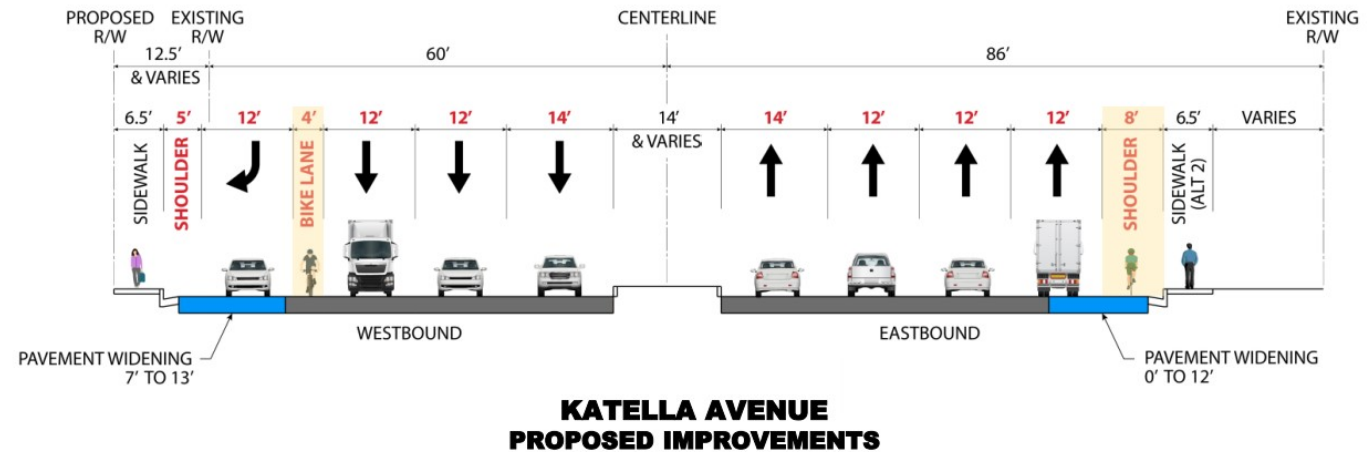 PROPOSED
R/W
EXISTING
R/W
CENTERLINE
EXISTING
R/W
12.5′
& VARIES
60′
86′
6.5′
5′
12′
4′
12′
12′
14′
14′
& VARIES
14′
12′
12′
12′
8′
6.5′
VARIES
SIDEWALK
SHOULDER
BIKE LANE
SHOULDER
SIDEWALK
(ALT 2)
WESTBOUND
EASTBOUND
PAVEMENT WIDENING
7′ TO 13′
PAVEMENT WIDENING
0′ TO 12′
KATELLA AVENUE
PROPOSED IMPROVEMENTS